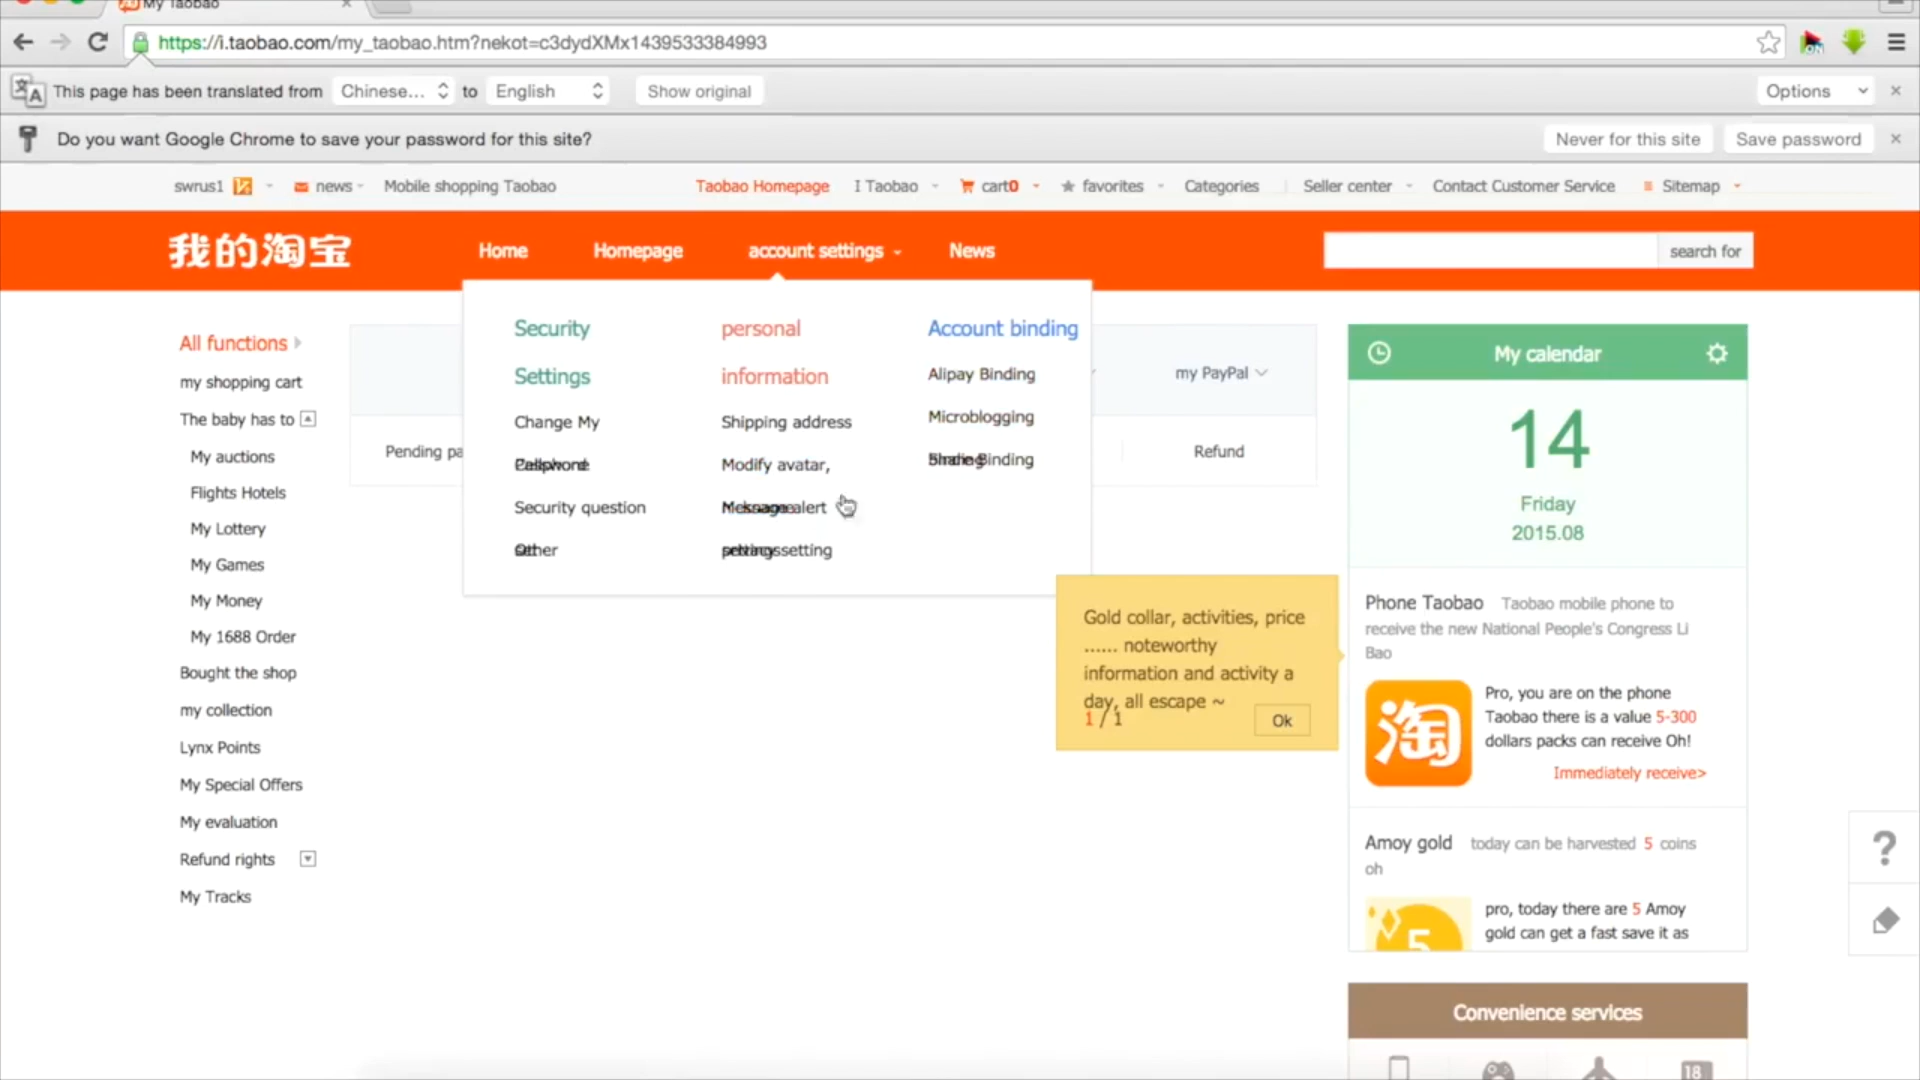 My Taobao
https://i.taobao.com/my_taobao.htm?nekot=c3dydXMx1439533384993
This page has been translated from Chinese... to English Show original Options
Do you want Google Chrome to save your password for this site? Never for this site Save password
swrus1 news Mobile shopping Taobao Taobao Homepage I Taobao cart0 favorites Categories Seller center Contact Customer Service Sitemap
我的淘宝 Home Homepage account settings News search for
Security
Settings
Change My
Security question
personal
information
Shipping address
Modify avatar,
alert
setting
Account binding
Alipay Binding
Microblogging
Binding
All functions
my shopping cart
The baby has to
My auctions
Flights Hotels
My Lottery
My Games
My Money
My 1688 Order
Bought the shop
my collection
Lynx Points
My Special Offers
My evaluation
Refund rights
My Tracks
my PayPal
Pending pa
Refund
Gold collar, activities, price
...... noteworthy
information and activity a
day, all escape ~
1 / 1
Ok
My calendar
14
Friday
2015.08
Phone Taobao Taobao mobile phone to
receive the new National People's Congress Li
Bao
淘
Pro, you are on the phone
Taobao there is a value 5-300
dollars packs can receive Oh!
Immediately receive>
Amoy gold today can be harvested 5 coins
oh
5
pro, today there are 5 Amoy
gold can get a fast save it as
?
Convenience services
18